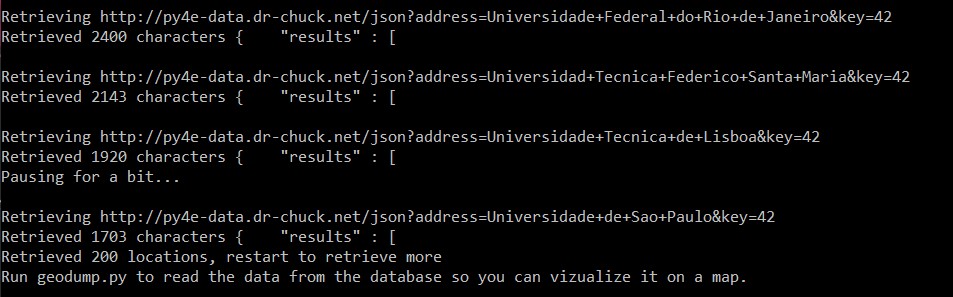 Retrieving http://py4e-data.dr-chuck.net/json?address=Universidade+Federal+do+Rio+de+Janeiro&key=42
Retrieved 2400 characters {    "results" : [
Retrieving http://py4e-data.dr-chuck.net/json?address=Universidad+Tecnica+Federico+Santa+Maria&key=42
Retrieved 2143 characters {    "results" : [
Retrieving http://py4e-data.dr-chuck.net/json?address=Universidade+Tecnica+de+Lisboa&key=42
Retrieved 1920 characters {    "results" : [
Pausing for a bit...
Retrieving http://py4e-data.dr-chuck.net/json?address=Universidade+de+Sao+Paulo&key=42
Retrieved 1703 characters {    "results" : [
Retrieved 200 locations, restart to retrieve more
Run geodump.py to read the data from the database so you can vizualize it on a map.